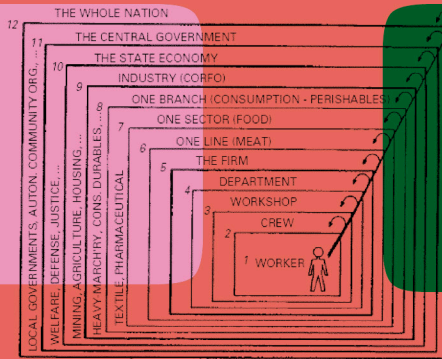 12 THE WHOLE NATION
11 THE CENTRAL GOVERNMENT
10 THE STATE ECONOMY
9 INDUSTRY (CORFO)
8 ONE BRANCH (CONSUMPTION - PERISHABLES)
7 ONE SECTOR (FOOD)
6 ONE LINE (MEAT)
5 THE FIRM
4 DEPARTMENT
3 WORKSHOP
2 CREW
1 WORKER
LOCAL GOVERNMENTS, AUTON. COMMUNITY ORG., ...
WELFARE, DEFENSE, JUSTICE, ...
MINING, AGRICULTURE, HOUSING, ...
HEAVY-MARCH'RY, CONS. DURABLES, ...
TEXTILE, PHARMACEUTICAL